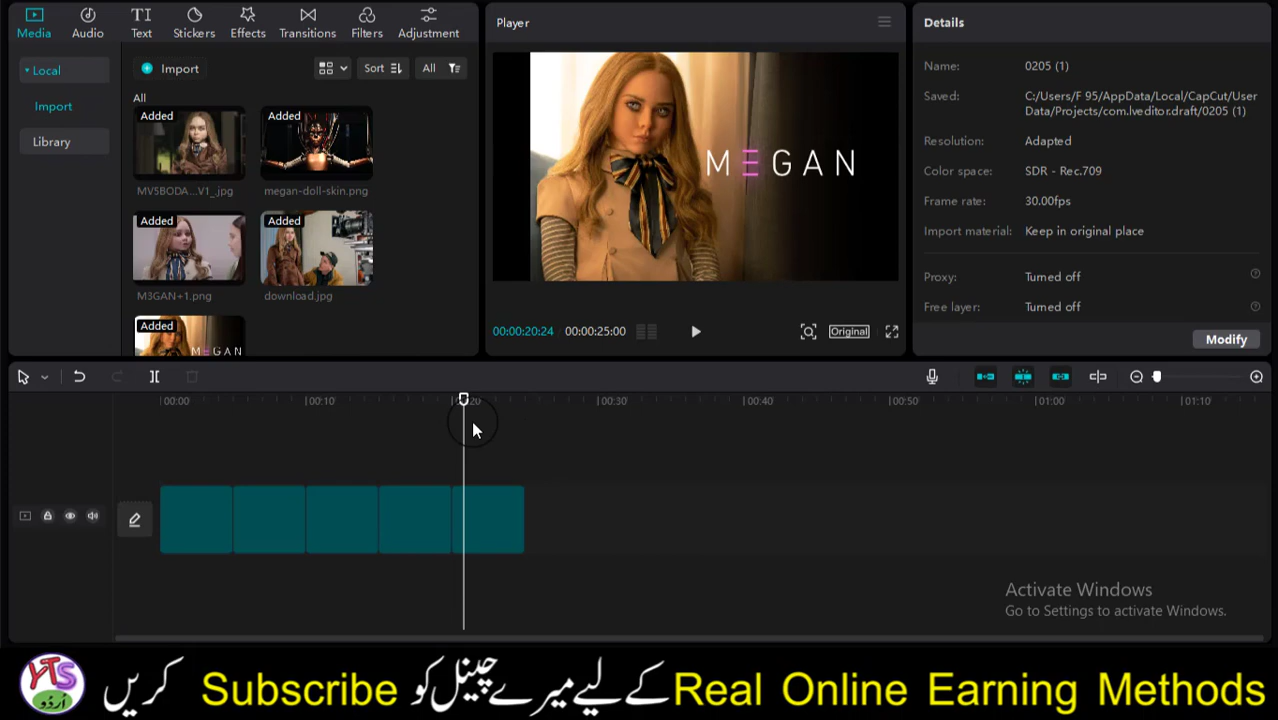 Media
Audio
Text
Stickers
Effects
Transitions
Filters
Adjustment
Local
Import
Library
Import
Sort
All
All
Added
MV5BODA...V1_.jpg
Added
megan-doll-skin.png
Added
M3GAN+1.png
Added
download.jpg
Added
MEGAN
Player
MEGAN
00:00:20:24 00:00:25:00
Original
Details
Name: 0205 (1)
Saved: C:/Users/F 95/AppData/Local/CapCut/User
Data/Projects/com.lveditor.draft/0205 (1)
Resolution: Adapted
Color space: SDR - Rec.709
Frame rate: 30.00fps
Import material: Keep in original place
Proxy: Turned off
Free layer: Turned off
Modify
00:00 00:10 00:20 00:30 00:40 00:50 01:00 01:10
Activate Windows
Go to Settings to activate Windows.
YTS
اردو
Real Online Earning Methods کے لیے میرے چینل کو Subscribe کریں